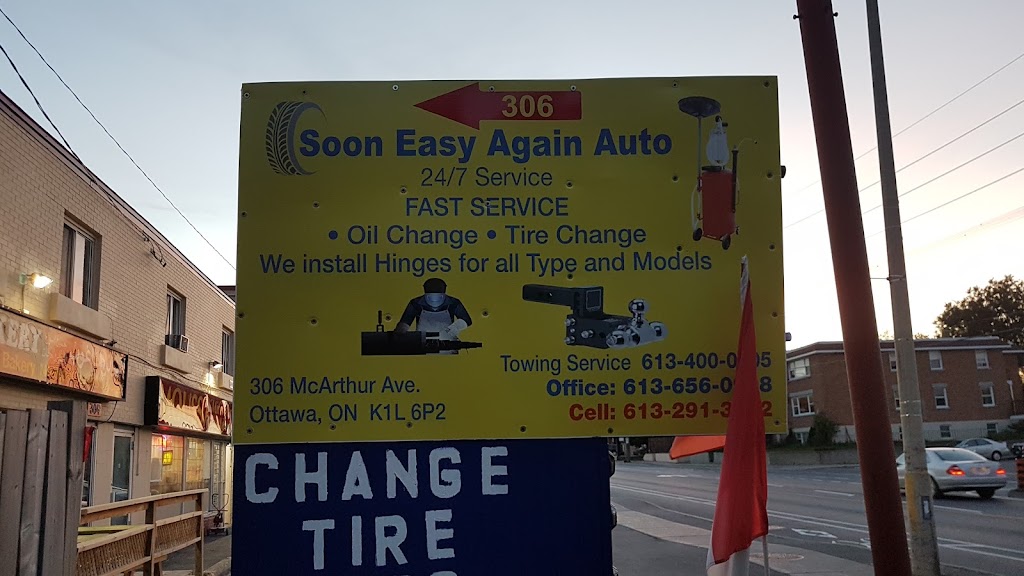 306
Soon Easy Again Auto
24/7 Service
FAST SERVICE
• Oil Change • Tire Change
We install Hinges for all Type and Models
Towing Service
Office:
Cell:
306 McArthur Ave.
Ottawa, ON K1L 6P2
CHANGE
TIRE